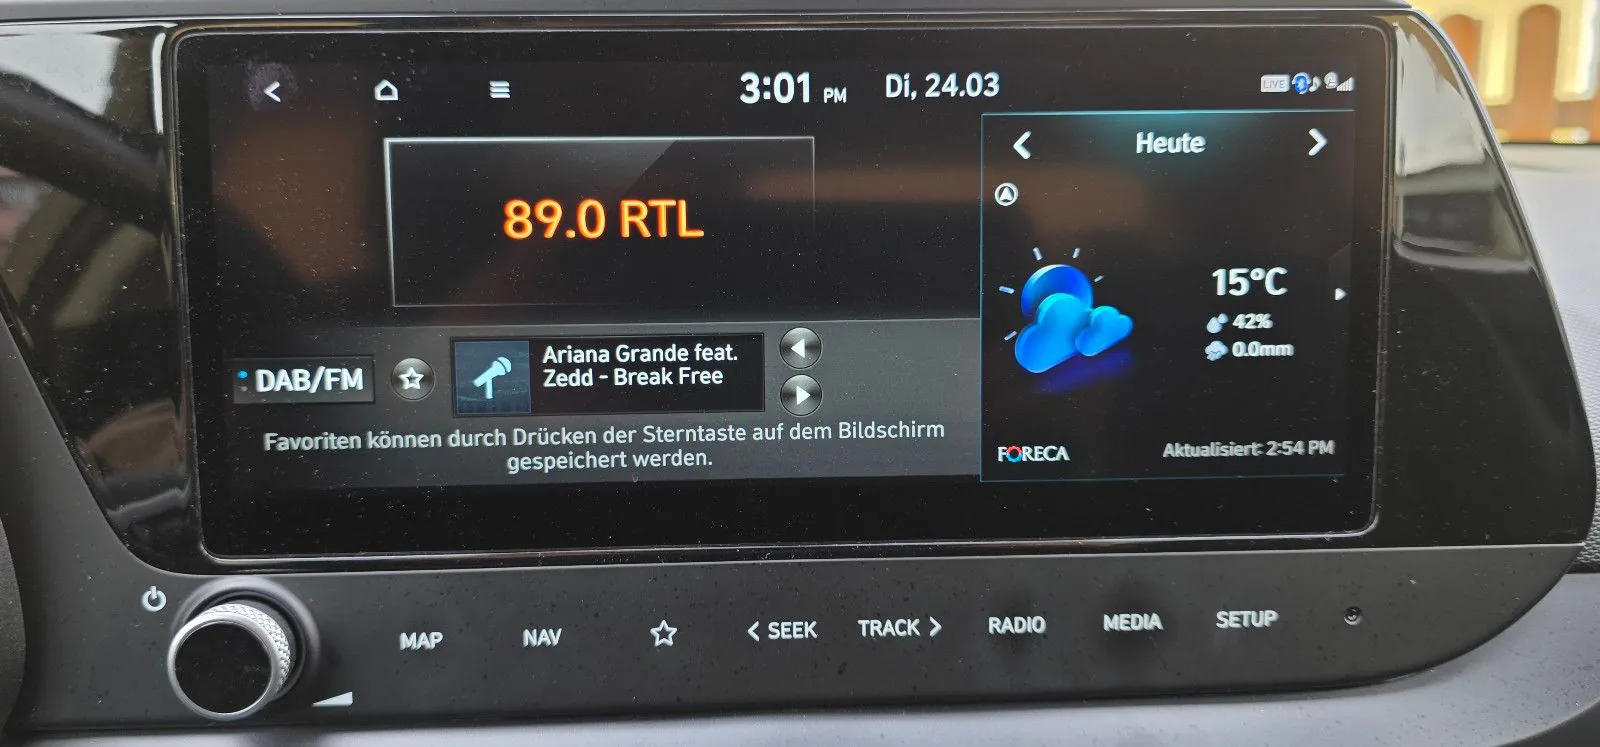 3:01 PM Di, 24.03
LIVE
Heute
89.0 RTL
15°C
42%
0.0mm
DAB/FM
Ariana Grande feat.
Zedd - Break Free
Favoriten können durch Drücken der Sterntaste auf dem Bildschirm
gespeichert werden.
FORECA
Aktualisiert: 2:54 PM
MAP NAV < SEEK TRACK > RADIO MEDIA SETUP